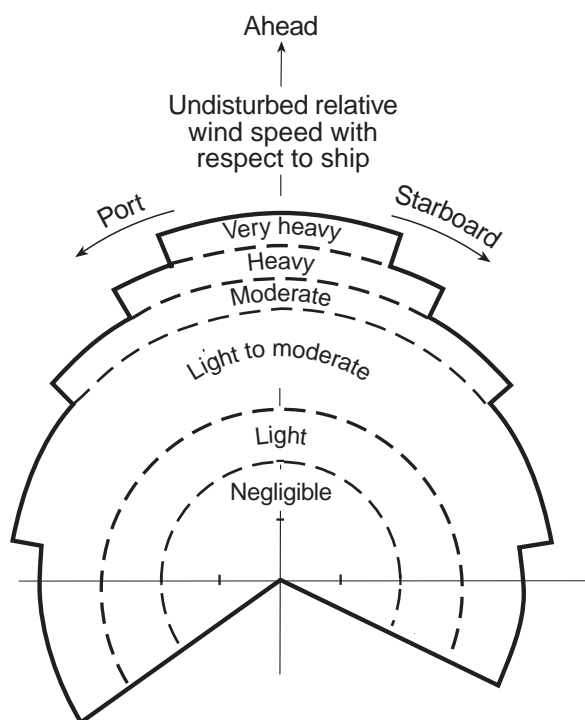 Ahead
Undisturbed relative
wind speed with
respect to ship
Port
Starboard
Very heavy
Heavy
Moderate
Light to moderate
Light
Negligible